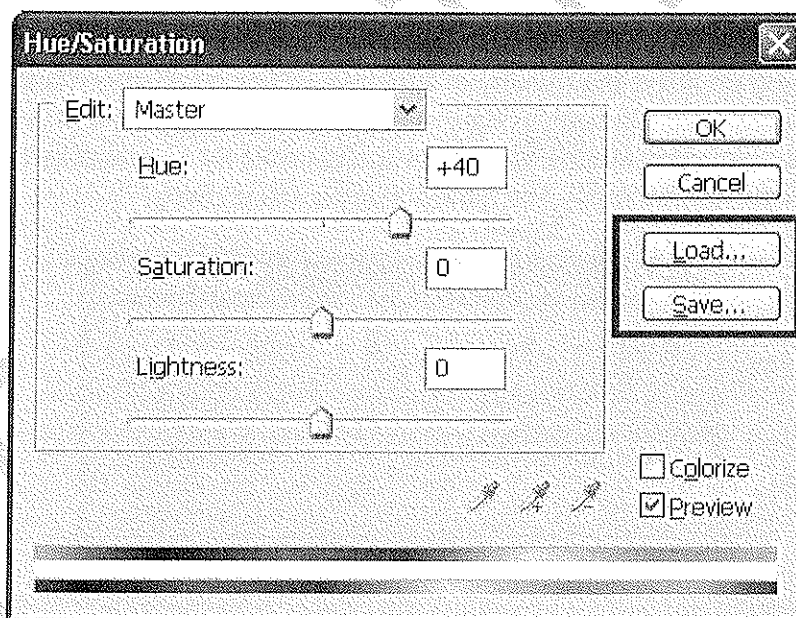 Hue/Saturation
Edit: Master
OK
Hue: +40
Cancel
Load...
Saturation: 0
Save...
Lightness: 0
Colorize
Preview